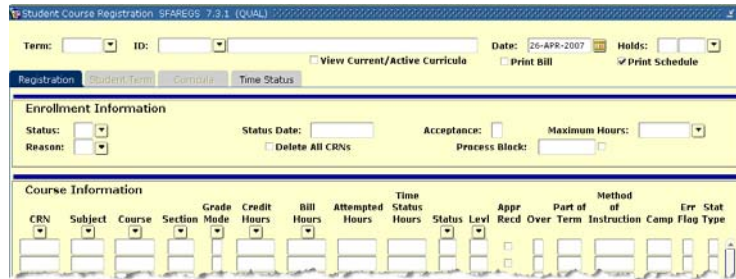 Student Course Registration SFAREGS 7.3.1 (QUAL)
Term: ID: Date: 26-APR-2007 Holds:
View Current/Active Curricula Print Bill Print Schedule
Registration Student Term Curricula Time Status
Enrollment Information
Status: Status Date: Acceptance: Maximum Hours:
Reason: Delete All CRNs Process Block:
Course Information
Time Method
Grade Credit Bill Attempted Status Appr Part of of Err Stat
CRN Subject Course Section Mode Hours Hours Hours Hours Status Levl Recd Over Term Instruction Camp Flag Type